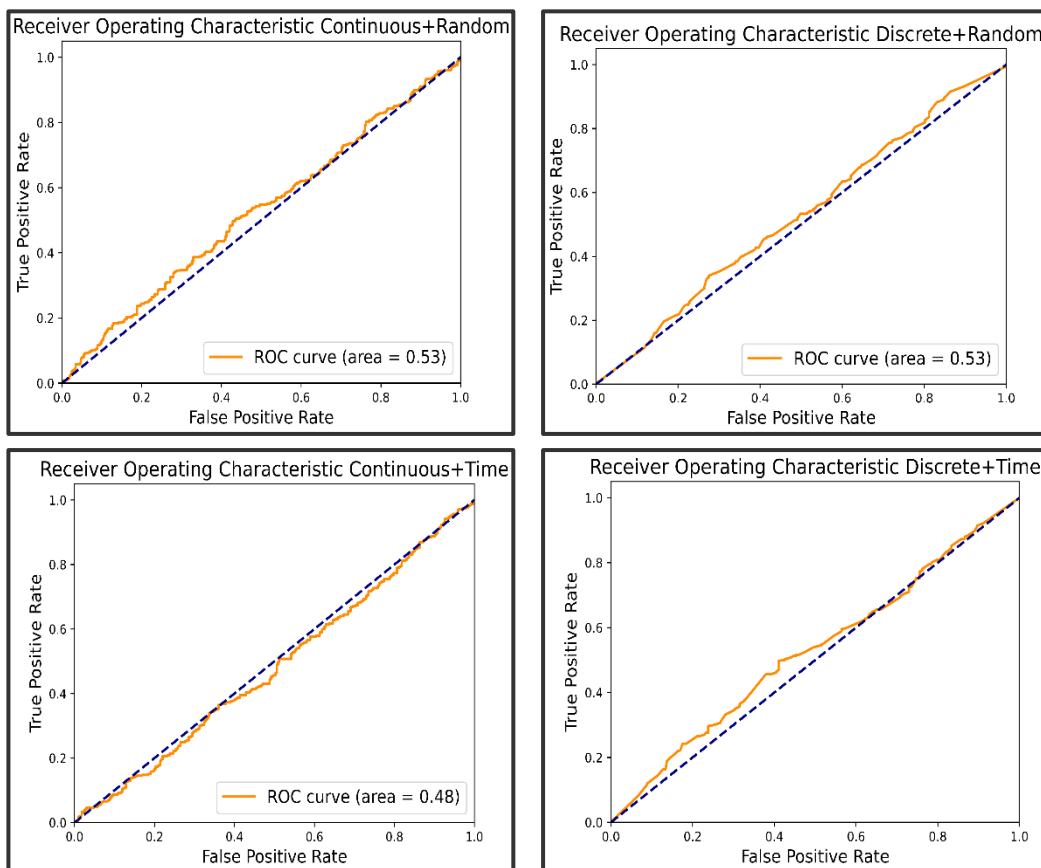 Receiver Operating Characteristic Continuous+Random
1.0
0.8
0.6
0.4
0.2
0.0
True Positive Rate
ROC curve (area = 0.53)
0.0 0.2 0.4 0.6 0.8 1.0
False Positive Rate
Receiver Operating Characteristic Discrete+Random
1.0
0.8
0.6
0.4
0.2
0.0
True Positive Rate
ROC curve (area = 0.53)
0.0 0.2 0.4 0.6 0.8 1.0
False Positive Rate
Receiver Operating Characteristic Continuous+Time
1.0
0.8
0.6
0.4
0.2
0.0
True Positive Rate
ROC curve (area = 0.48)
0.0 0.2 0.4 0.6 0.8 1.0
False Positive Rate
Receiver Operating Characteristic Discrete+Time
1.0
0.8
0.6
0.4
0.2
0.0
True Positive Rate
0.0 0.2 0.4 0.6 0.8 1.0
False Positive Rate